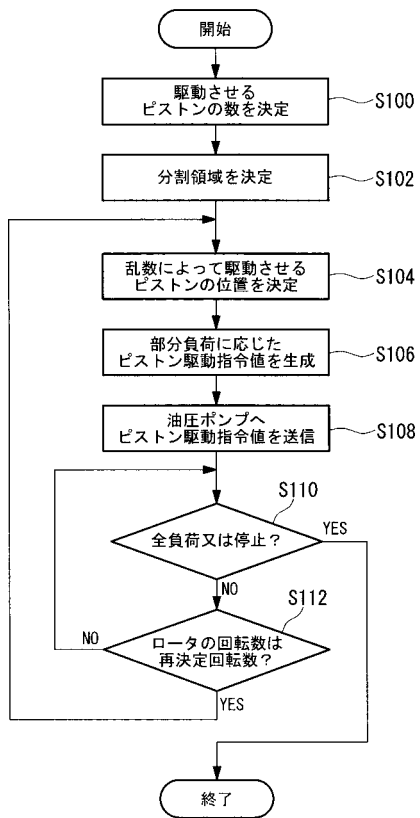 開始
駆動させる
ピストンの数を決定
S100
分割領域を決定
S102
乱数によって駆動させる
ピストンの位置を決定
S104
部分負荷に応じた
ピストン駆動指令値を生成
S106
油圧ポンプへ
ピストン駆動指令値を送信
S108
S110
全負荷又は停止?
YES
NO
S112
ロータの回転数は
再決定回転数?
NO
YES
終了